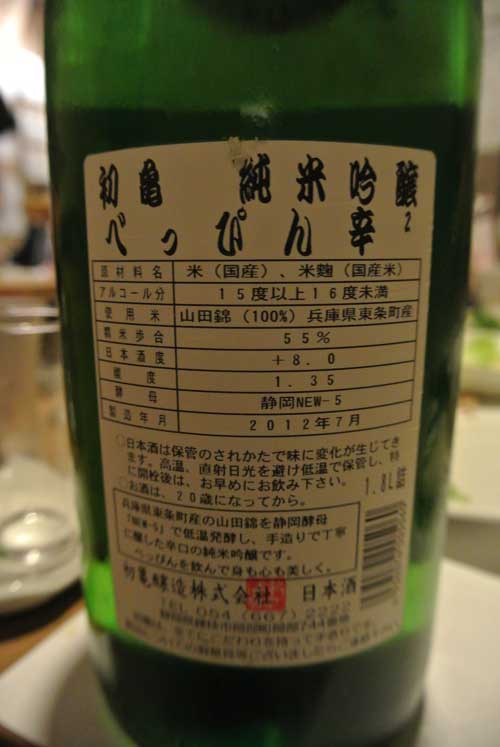 初亀 純米吟醸
べっぴん辛 2
原材料名 米（国産）、米麹（国産米）
アルコール分 15度以上16度未満
使用米 山田錦（100%）兵庫県東条町産
精米歩合 55%
日本酒度 +8.0
酸度 1.35
酵母 静岡NEW-5
製造年月 2012年7月
○日本酒は保管のされかたで味に変化が生じてき
ます。高温、直射日光を避け低温で保管し、特
に開栓後は、お早めにお飲み下さい。
○お酒は、20歳になってから。
1.8L詰
兵庫県東条町産の山田錦を静岡酵母
「NEW-5」で低温発酵し、手造りで丁寧
に醸した辛口の純米吟醸です。
べっぴんを飲んで身も心も美しく。
初亀醸造株式会社 日本酒
TEL 054 (667) 2222